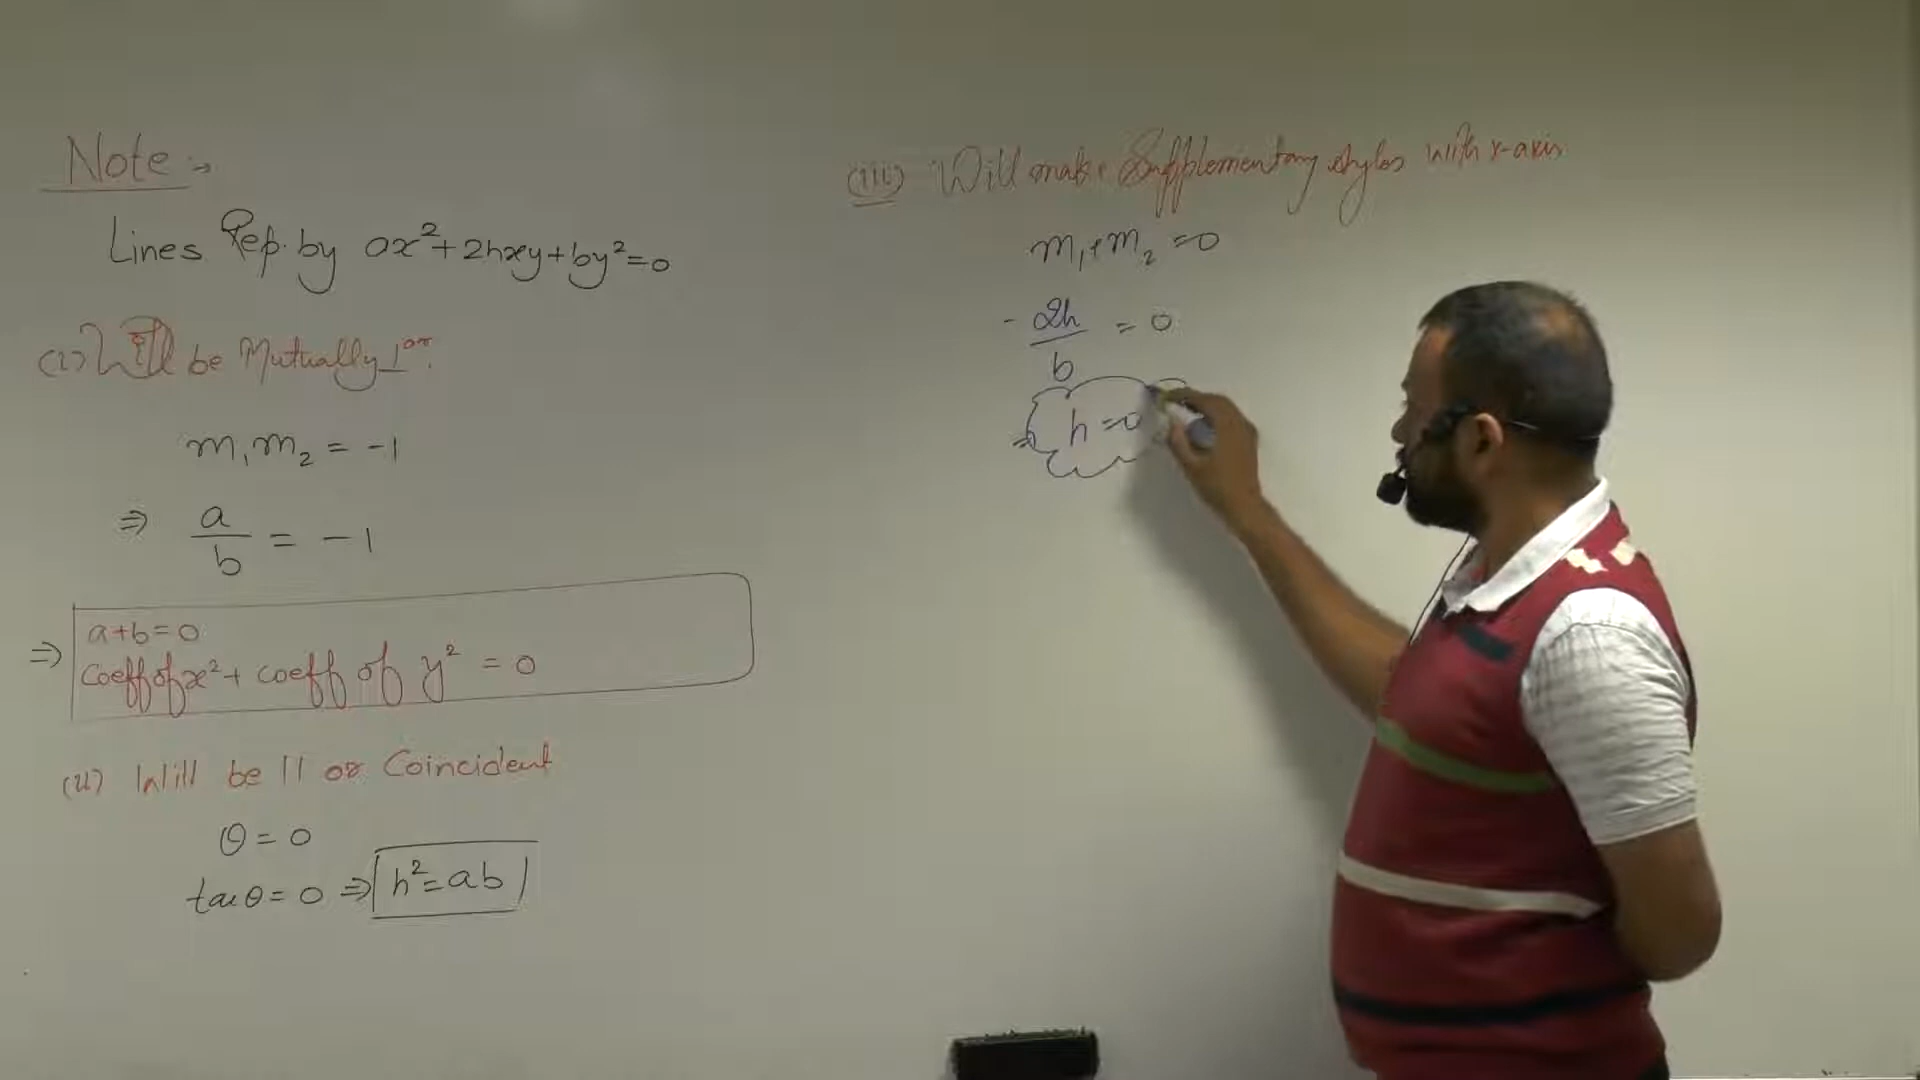 Note :→
Lines Rep. by ax²+2hxy+by²=0
(i) Will be Mutually ⊥ar.
m₁m₂ = -1
⇒ a/b = -1
⇒ a+b=0
coeff of x² + coeff of y² = 0
(ii) Will be || or Coincident
θ = 0
tanθ = 0 ⇒ h²=ab
(iii) Will make Supplementary angles with x-axis
m₁+m₂ = 0
- 2h/b = 0
⇒ h=0